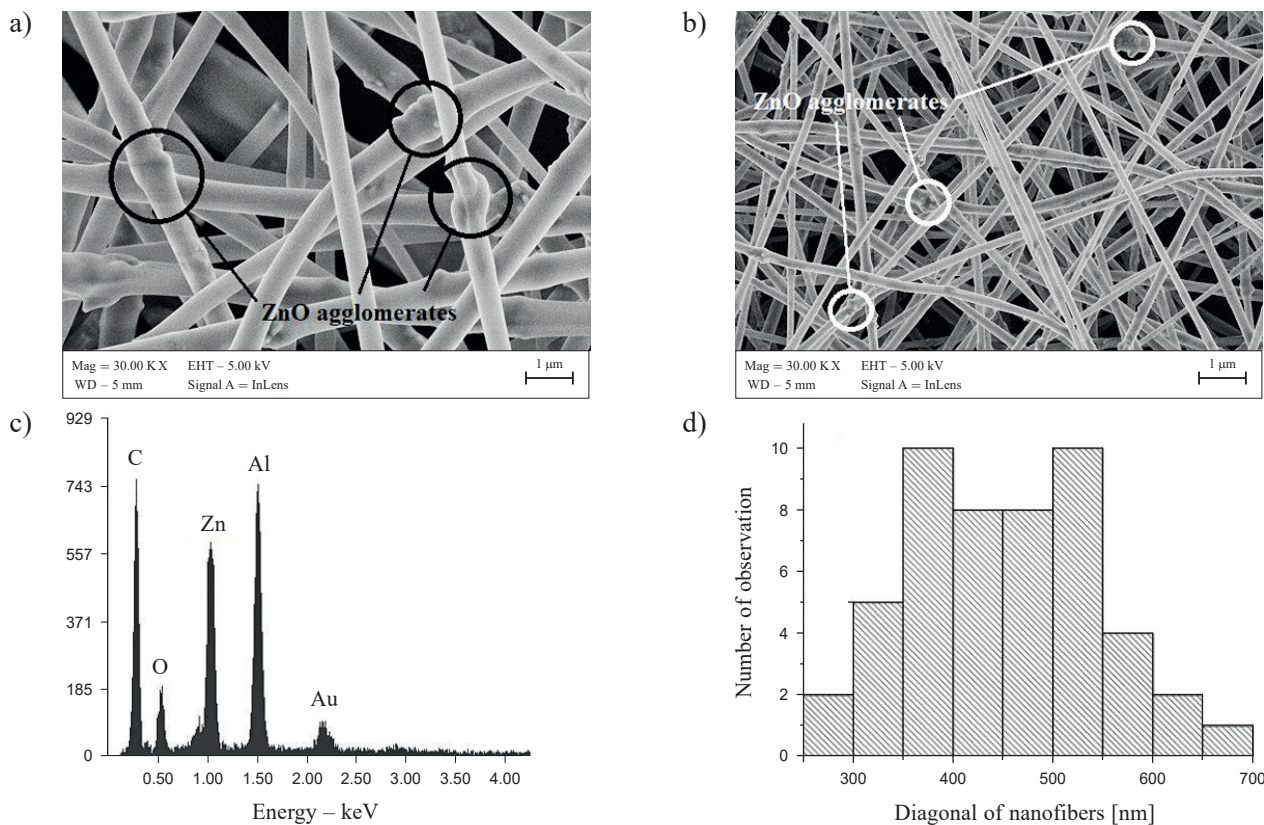 a)
ZnO agglomerates
Mag = 30.00 KX EHT – 5.00 kV
WD – 5 mm Signal A = InLens
1 μm
b)
ZnO agglomerates
Mag = 30.00 KX EHT – 5.00 kV
WD – 5 mm Signal A = InLens
1 μm
c)
929
743
557
371
185
0
C
O
Zn
Al
Au
0.50 1.00 1.50 2.00 2.50 3.00 3.50 4.00
Energy – keV
d)
Number of observation
10
8
6
4
2
0
300 400 500 600 700
Diagonal of nanofibers [nm]